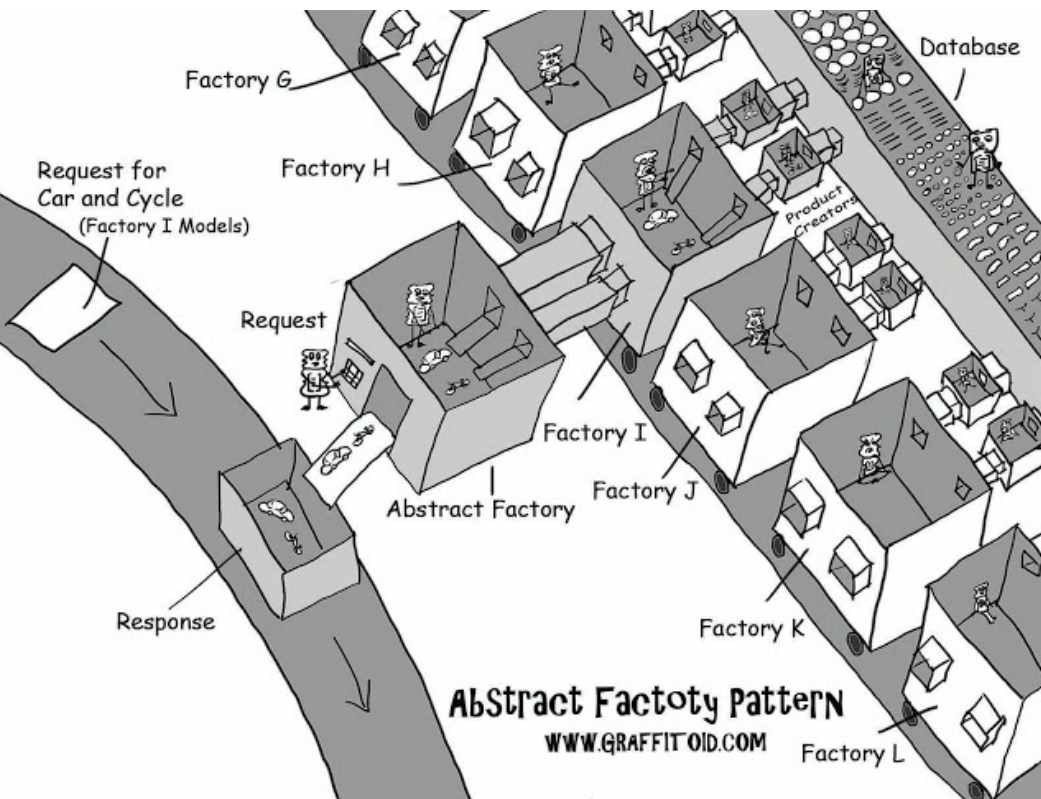 Database
Factory G
Request for
Car and Cycle
(Factory I Models)
Factory H
Product
Creators
Request
Factory I
Factory J
Abstract Factory
Response
Factory K
Abstract Factoty Pattern
www.graffitoid.com
Factory L